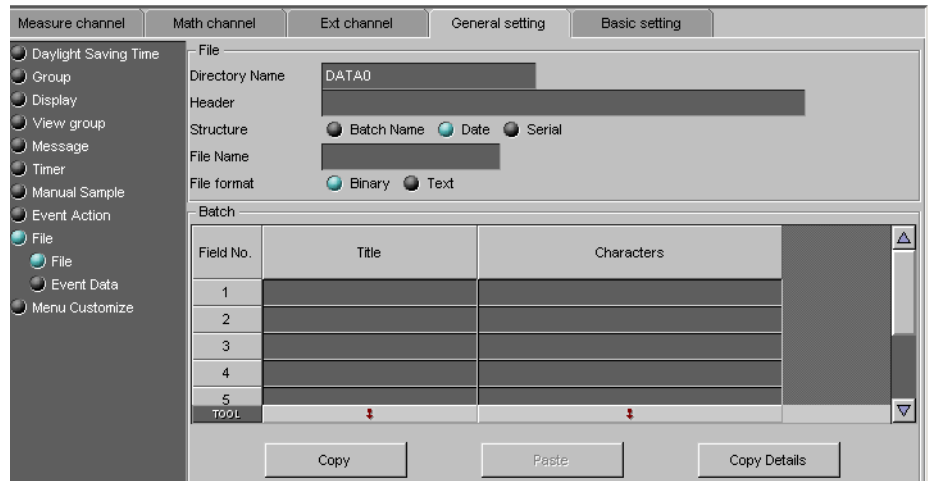 Measure channel
Math channel
Ext channel
General setting
Basic setting
Daylight Saving Time
Group
Display
View group
Message
Timer
Manual Sample
Event Action
File
File
Event Data
Menu Customize
File
Directory Name DATA0
Header
Structure Batch Name Date Serial
File Name
File format Binary Text
Batch
Field No. Title Characters
1
2
3
4
5
TOOL
Copy Paste Copy Details